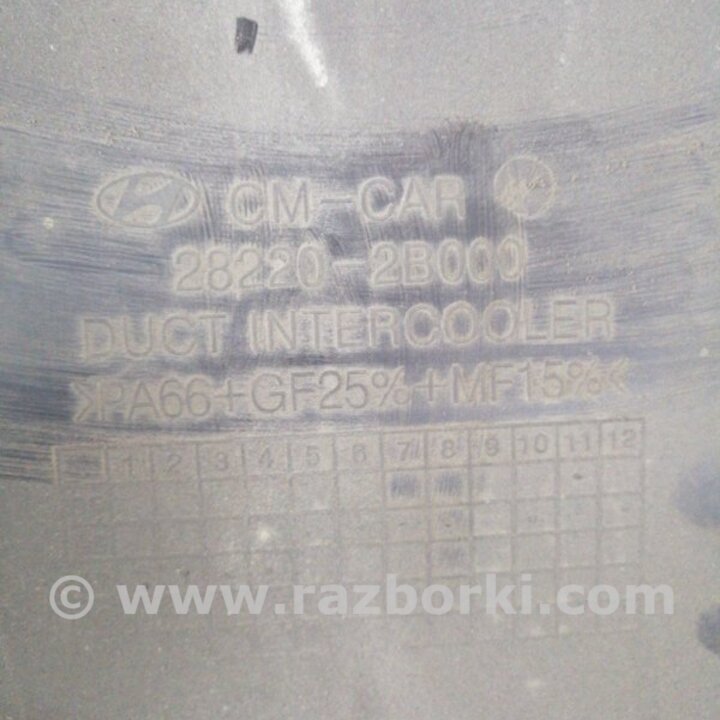 CM-CAR
28220-2B000
DUCT INTERCOOLER
>PA66+GF25%+MF15%<
1 2 3 4 5 6 7 8 9 10 11 12
© www.razborki.com